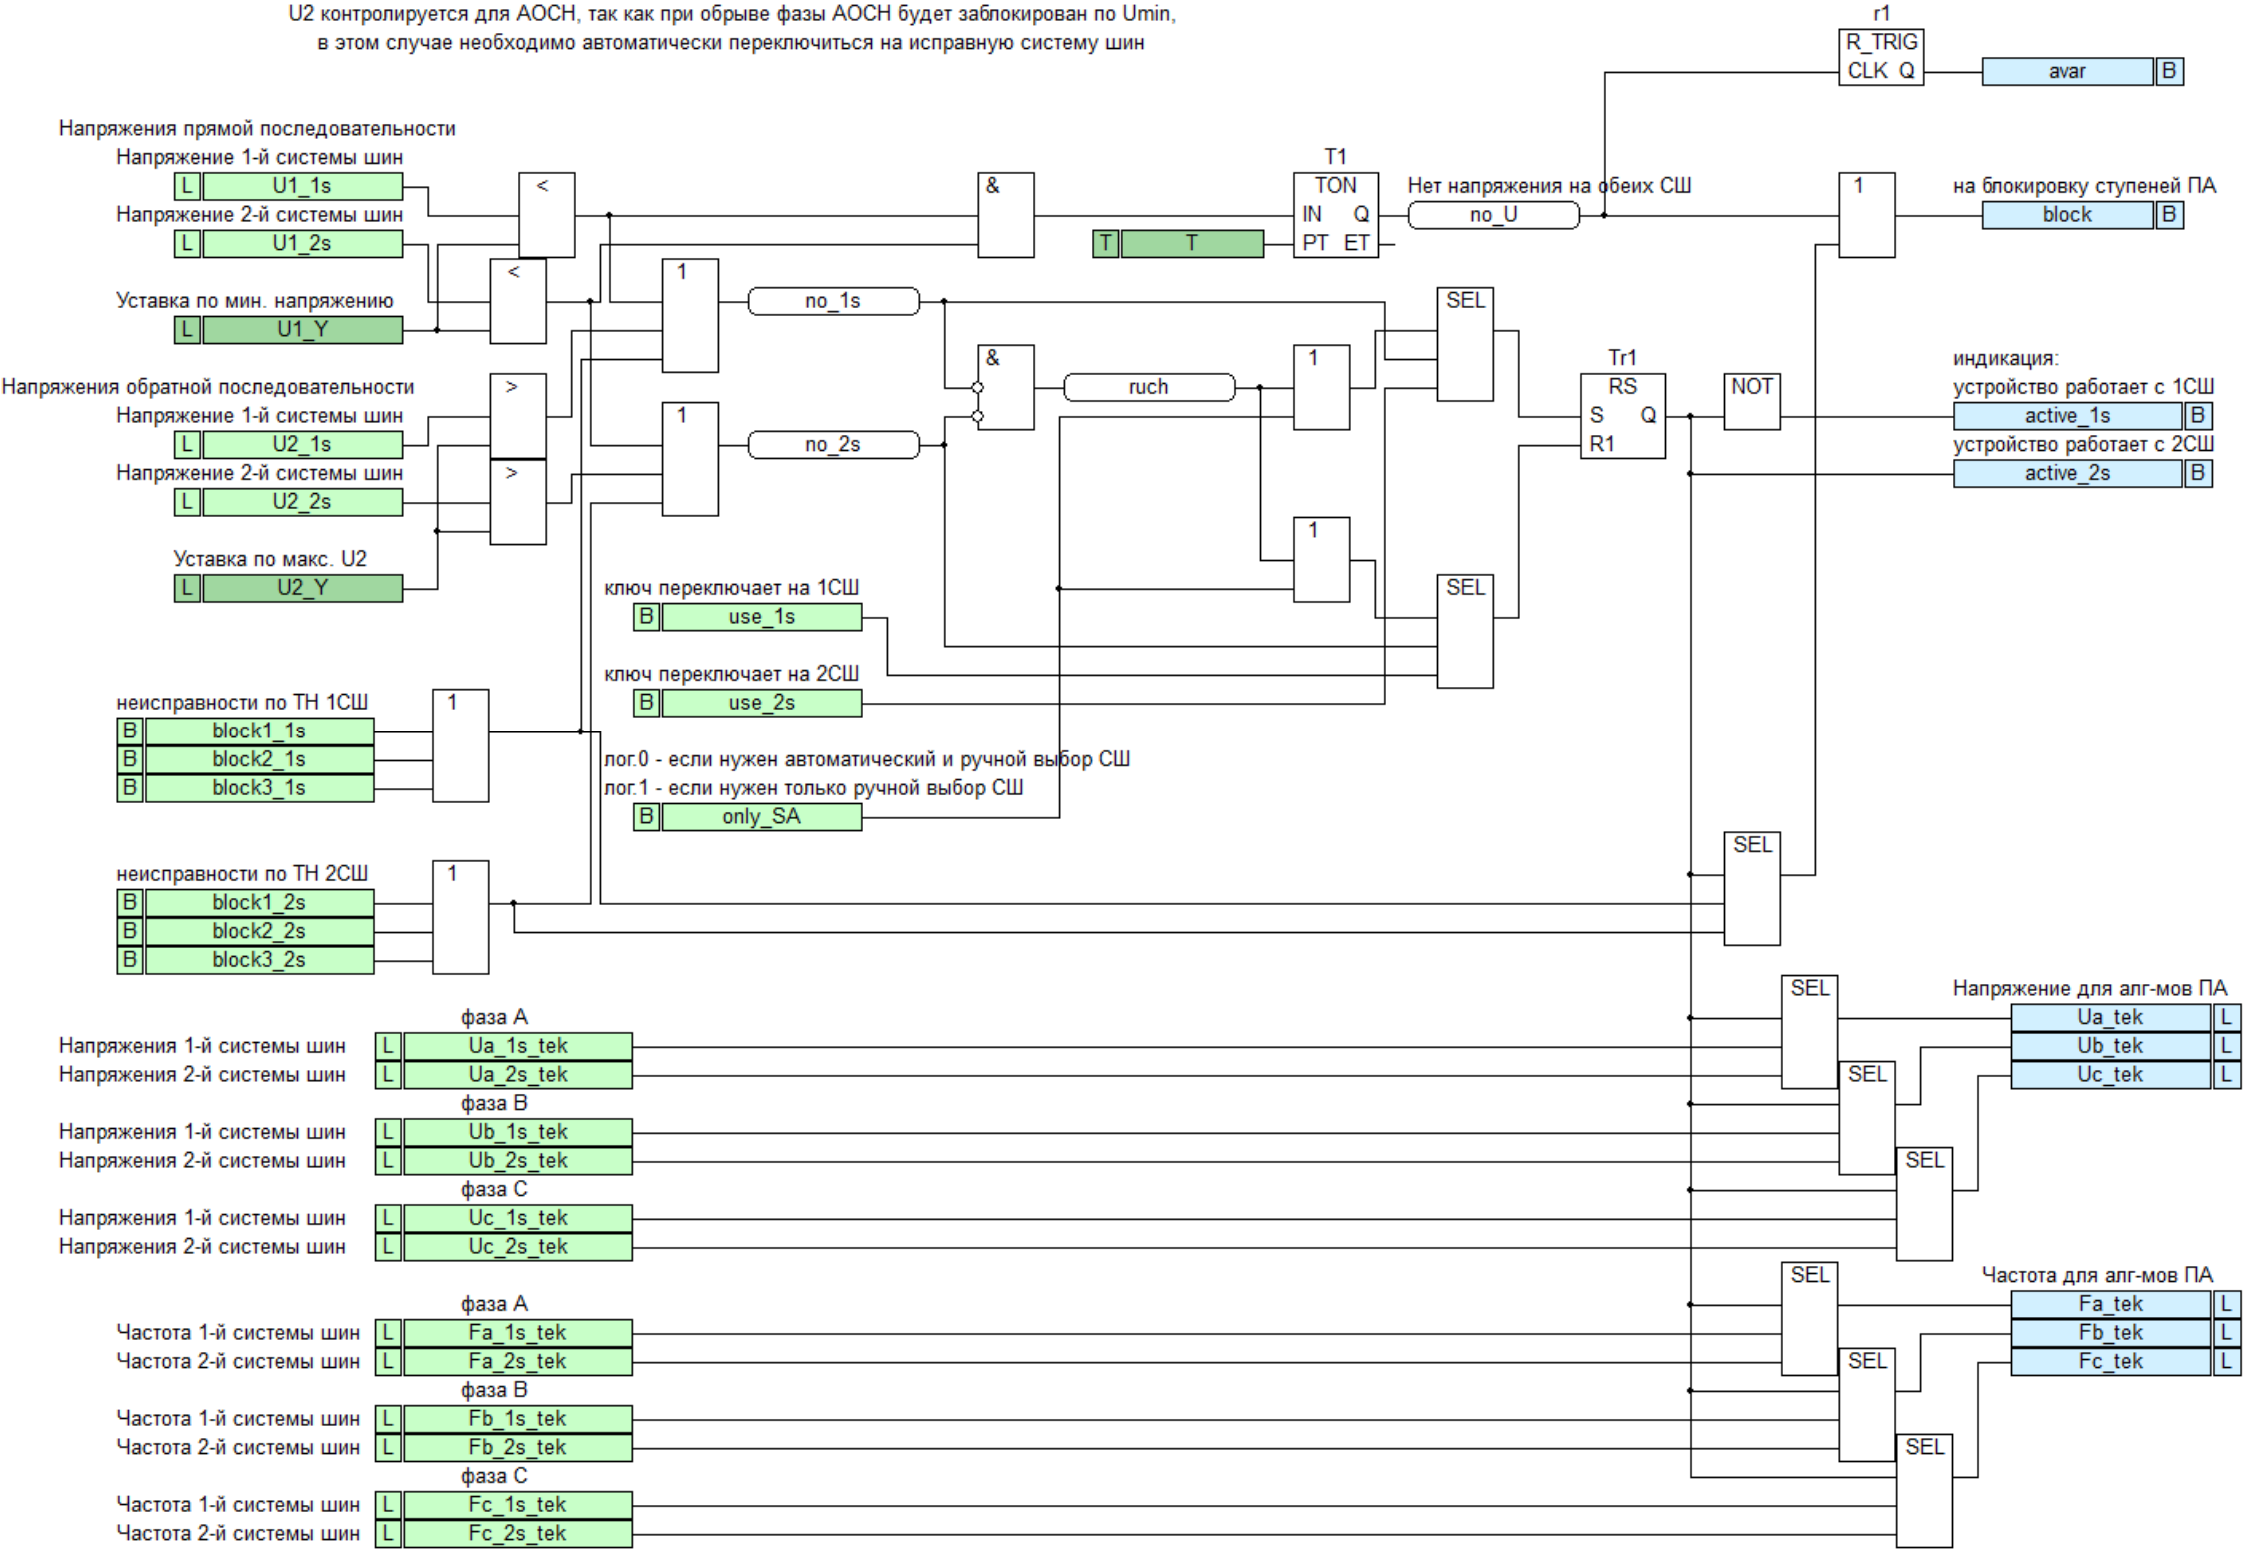 U2 контролируется для АОСН, так как при обрыве фазы АОСН будет заблокирован по Umin,
в этом случае необходимо автоматически переключиться на исправную систему шин
r1
R_TRIG
CLK Q
avar B
Напряжения прямой последовательности
Напряжение 1-й системы шин
L U1_1s
Напряжение 2-й системы шин
L U1_2s
Уставка по мин. напряжению
L U1_Y
<
<
&
T T
T1
TON
IN Q
PT ET
Нет напряжения на обеих СШ
no_U
1
на блокировку ступеней ПА
block B
Напряжения обратной последовательности
Напряжение 1-й системы шин
L U2_1s
Напряжение 2-й системы шин
L U2_2s
Уставка по макс. U2
L U2_Y
>
>
1
no_1s
1
no_2s
&
ruch
1
1
SEL
SEL
Tr1
RS
S Q
R1
NOT
индикация:
устройство работает с 1СШ
active_1s B
устройство работает с 2СШ
active_2s B
ключ переключает на 1СШ
B use_1s
ключ переключает на 2СШ
B use_2s
лог.0 - если нужен автоматический и ручной выбор СШ
лог.1 - если нужен только ручной выбор СШ
B only_SA
неисправности по ТН 1СШ
B block1_1s
B block2_1s
B block3_1s
1
неисправности по ТН 2СШ
B block1_2s
B block2_2s
B block3_2s
1
SEL
фаза А
Напряжения 1-й системы шин L Ua_1s_tek
Напряжения 2-й системы шин L Ua_2s_tek
фаза В
Напряжения 1-й системы шин L Ub_1s_tek
Напряжения 2-й системы шин L Ub_2s_tek
фаза С
Напряжения 1-й системы шин L Uc_1s_tek
Напряжения 2-й системы шин L Uc_2s_tek
SEL
SEL
SEL
Напряжение для алг-мов ПА
Ua_tek L
Ub_tek L
Uc_tek L
фаза А
Частота 1-й системы шин L Fa_1s_tek
Частота 2-й системы шин L Fa_2s_tek
фаза В
Частота 1-й системы шин L Fb_1s_tek
Частота 2-й системы шин L Fb_2s_tek
фаза С
Частота 1-й системы шин L Fc_1s_tek
Частота 2-й системы шин L Fc_2s_tek
SEL
SEL
SEL
Частота для алг-мов ПА
Fa_tek L
Fb_tek L
Fc_tek L